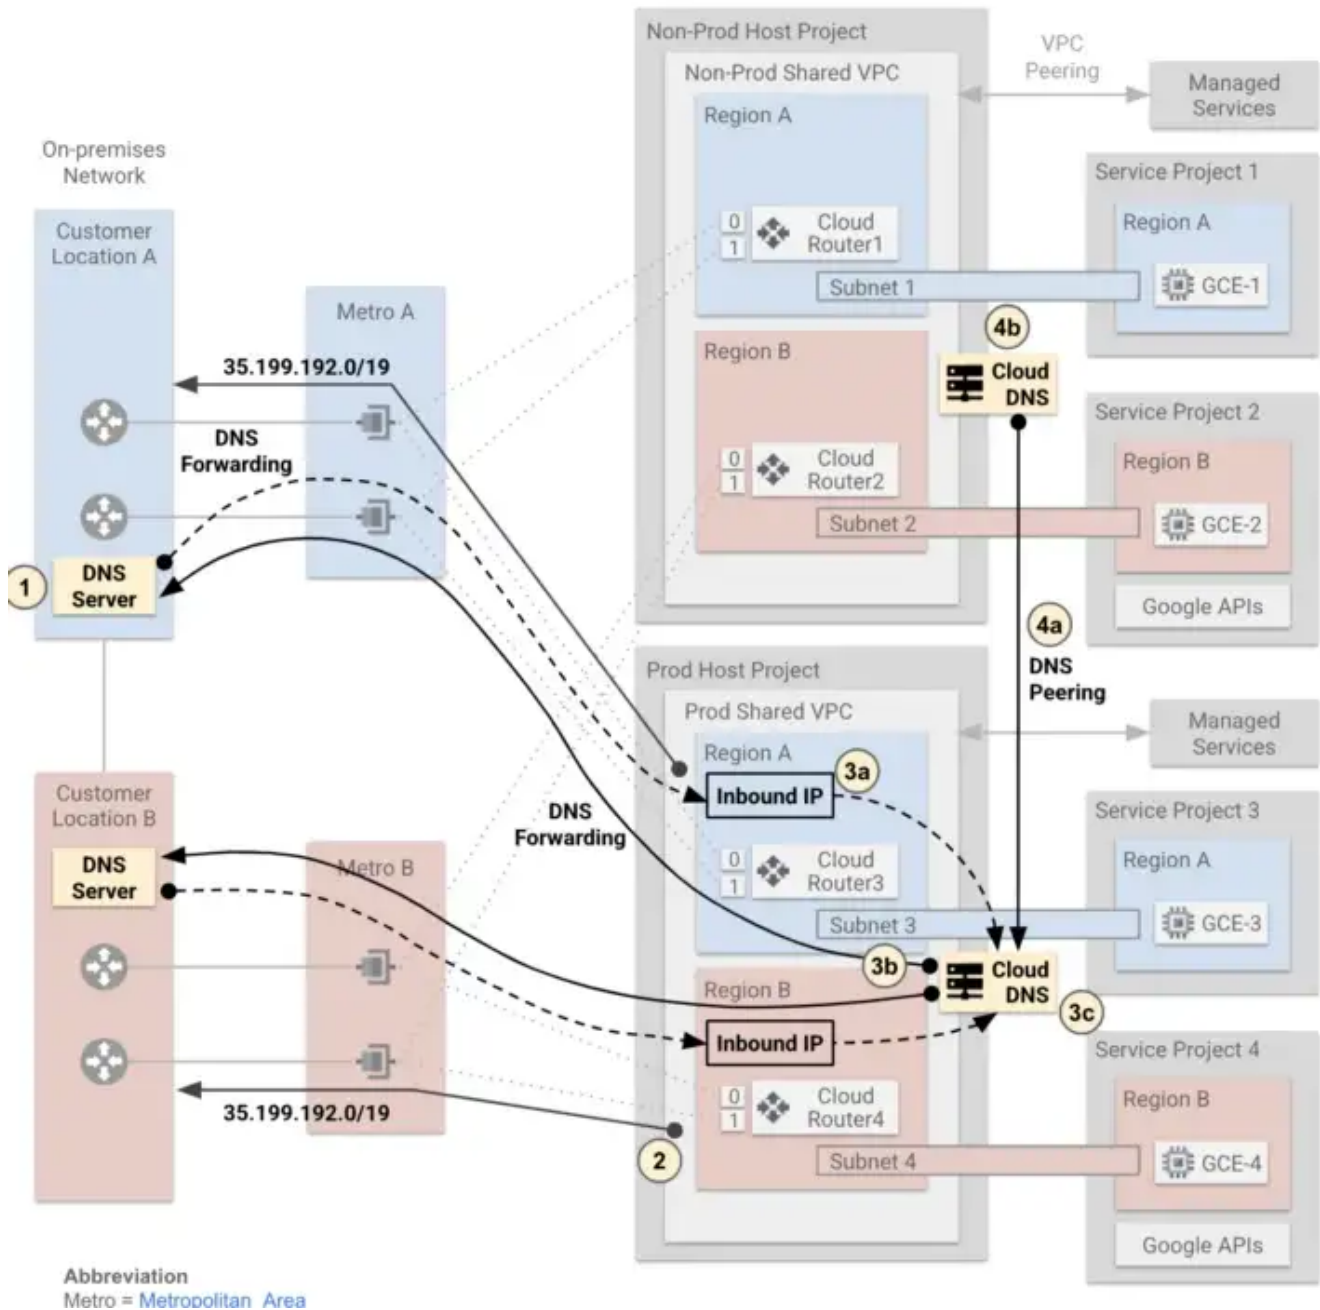 Non-Prod Host Project
Non-Prod Shared VPC
VPC
Peering
Managed
Services
Region A
0
1
Cloud
Router1
Subnet 1
Service Project 1
Region A
GCE-1
On-premises
Network
Customer
Location A
Metro A
35.199.192.0/19
DNS
Forwarding
1
DNS
Server
Region B
0
1
Cloud
Router2
Subnet 2
4b
Cloud
DNS
Service Project 2
Region B
GCE-2
Google APIs
4a
DNS
Peering
Prod Host Project
Prod Shared VPC
Managed
Services
Region A
3a
Inbound IP
0
1
Cloud
Router3
Subnet 3
Service Project 3
Region A
GCE-3
DNS
Forwarding
Customer
Location B
DNS
Server
Metro B
35.199.192.0/19
3b
Cloud
DNS
3c
Region B
Inbound IP
0
1
Cloud
Router4
2
Subnet 4
Service Project 4
Region B
GCE-4
Google APIs
Abbreviation
Metro = Metropolitan Area